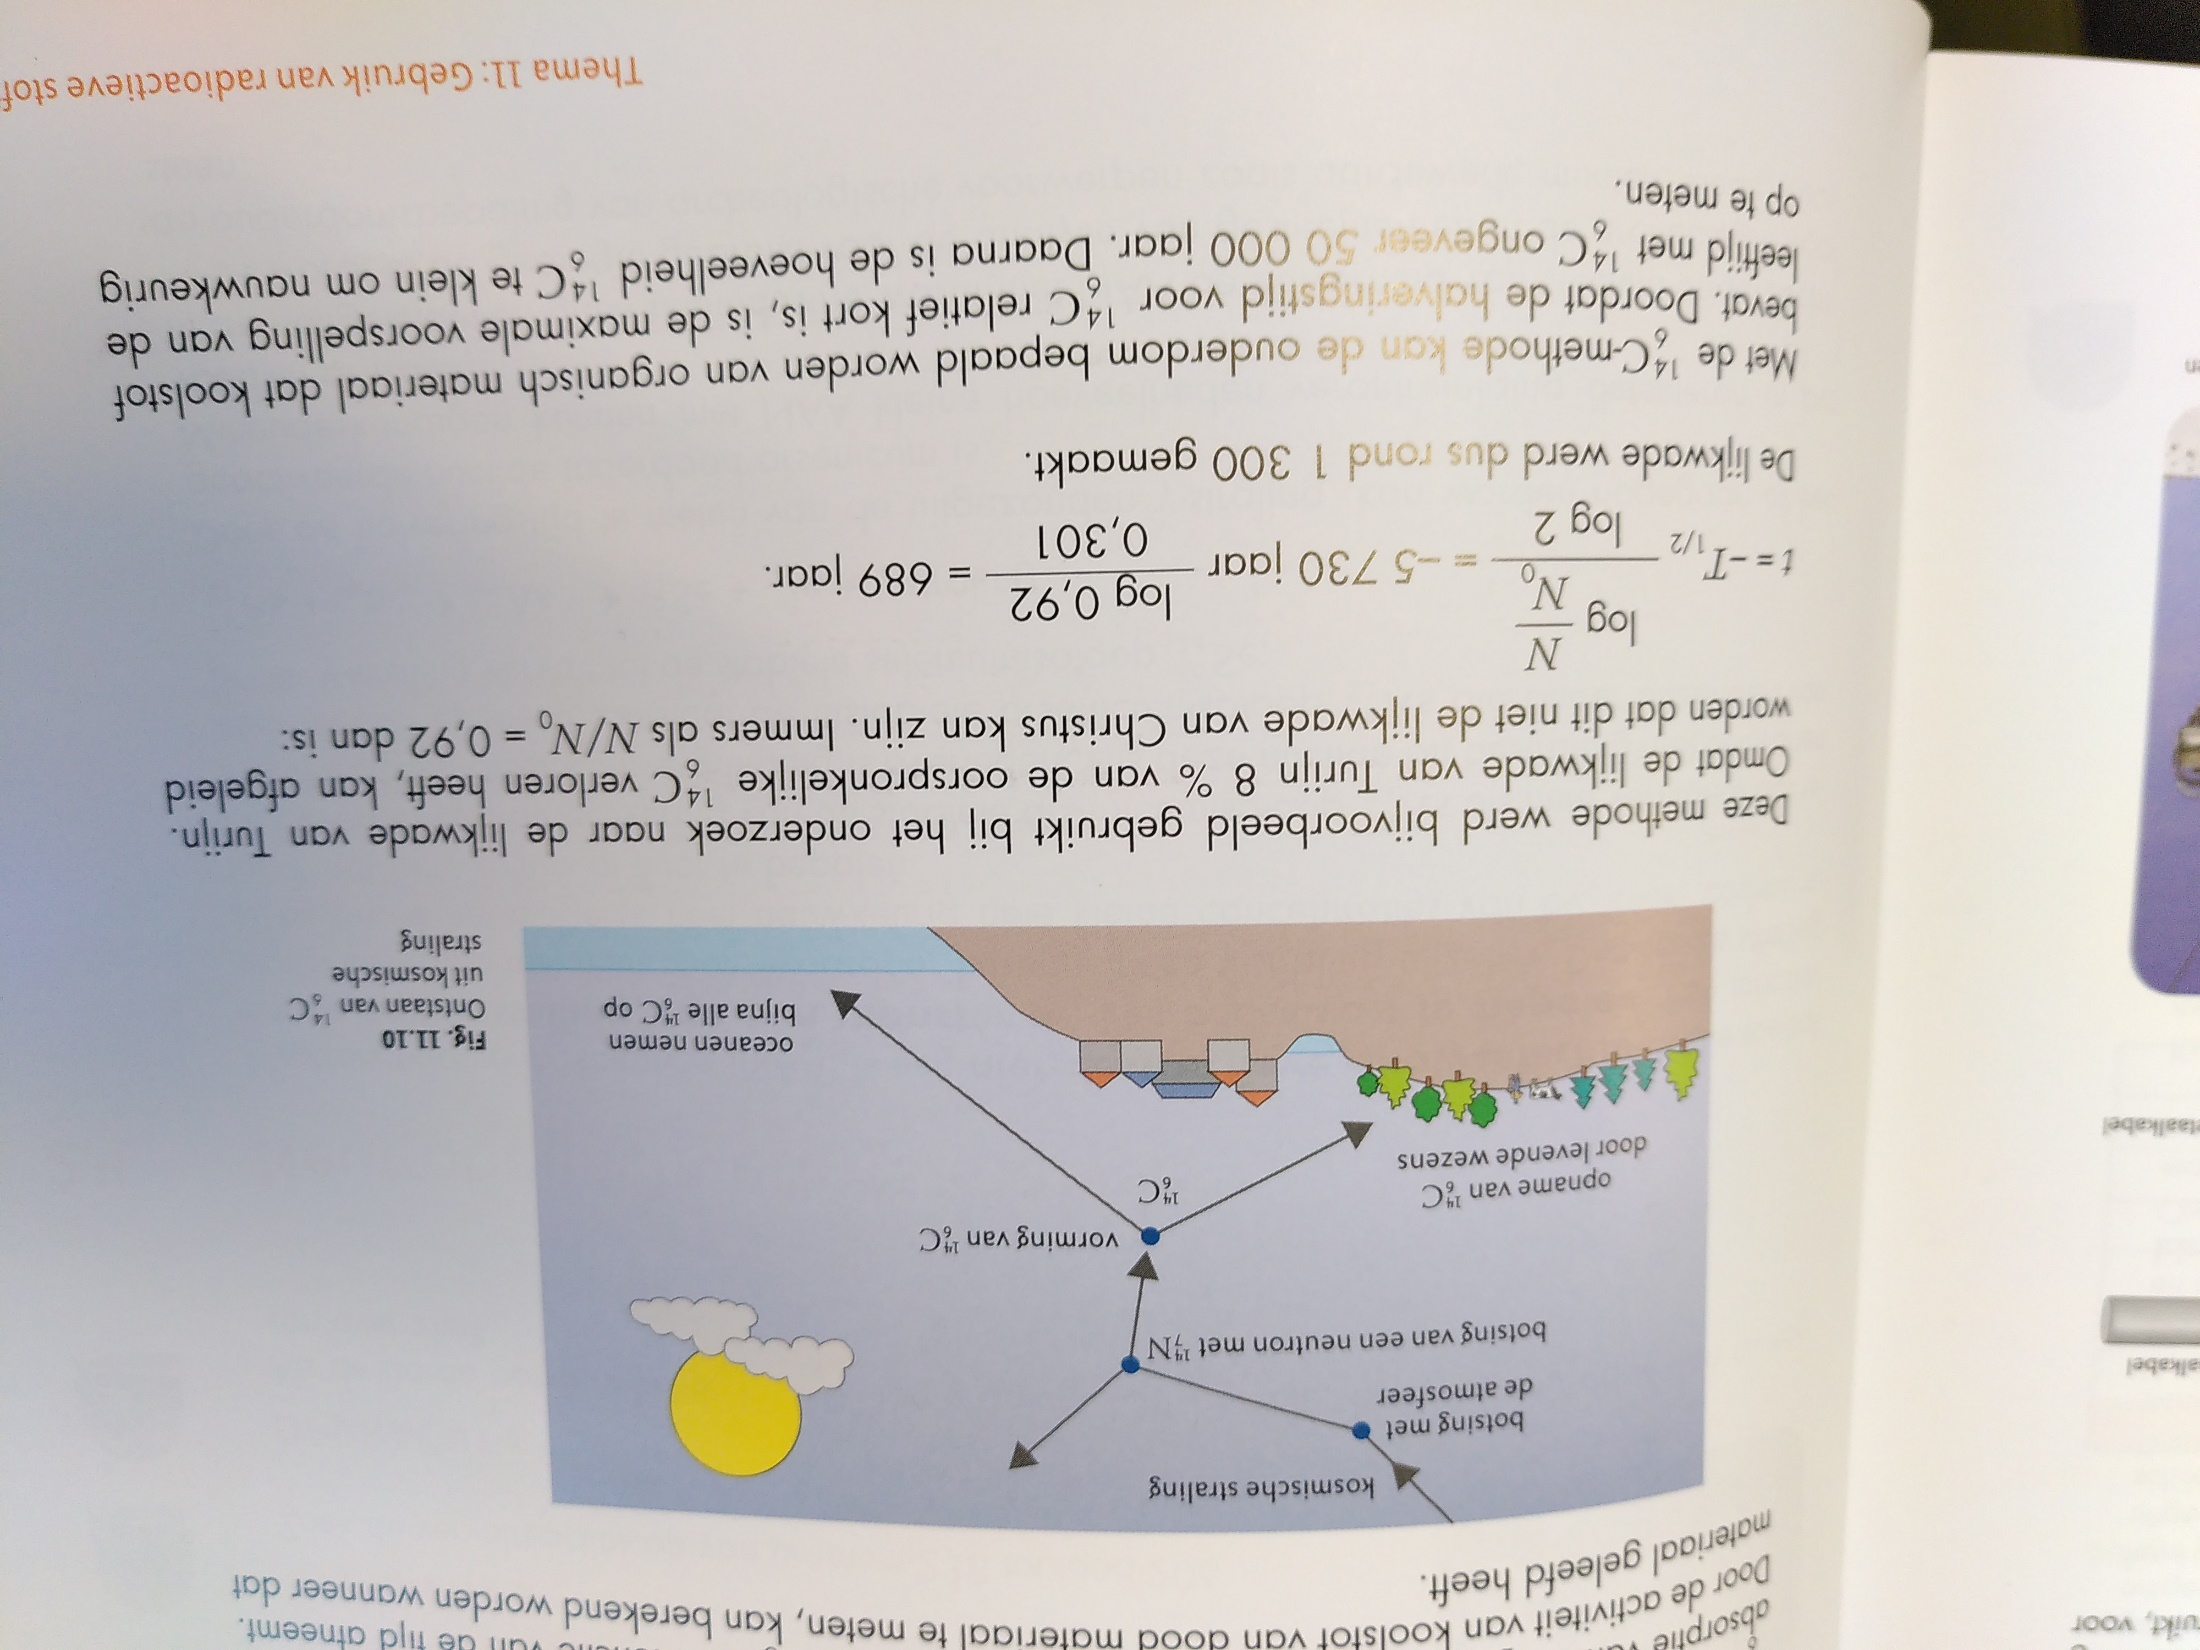 absorptie van de tijd afneemt.
Door de activiteit van koolstof van dood materiaal te meten, kan berekend worden wanneer dat
materiaal geleefd heeft.
kosmische straling
botsing met
de atmosfeer
botsing van een neutron met ¹⁴₇N
vorming van ¹⁴₆C
¹⁴₆C
opname van ¹⁴₆C
door levende wezens
oceanen nemen
bijna alle ¹⁴₆C op
Fig. 11.10
Ontstaan van ¹⁴₆C
uit kosmische
straling
Deze methode werd bijvoorbeeld gebruikt bij het onderzoek naar de lijkwade van Turijn.
Omdat de lijkwade van Turijn 8 % van de oorspronkelijke ¹⁴₆C verloren heeft, kan afgeleid
worden dat dit niet de lijkwade van Christus kan zijn. Immers als N/N₀ = 0,92 dan is:
t = –T₁/₂ (log N/N₀)/(log 2) = –5 730 jaar (log 0,92)/(0,301) = 689 jaar.
De lijkwade werd dus rond 1 300 gemaakt.
Met de ¹⁴₆C-methode kan de ouderdom bepaald worden van organisch materiaal dat koolstof
bevat. Doordat de halveringstijd voor ¹⁴₆C relatief kort is, is de maximale voorspelling van de
leeftijd met ¹⁴₆C ongeveer 50 000 jaar. Daarna is de hoeveelheid ¹⁴₆C te klein om nauwkeurig
op te meten.
Thema 11: Gebruik van radioactieve stof
uikt, voor
alkabel
etaalkabel